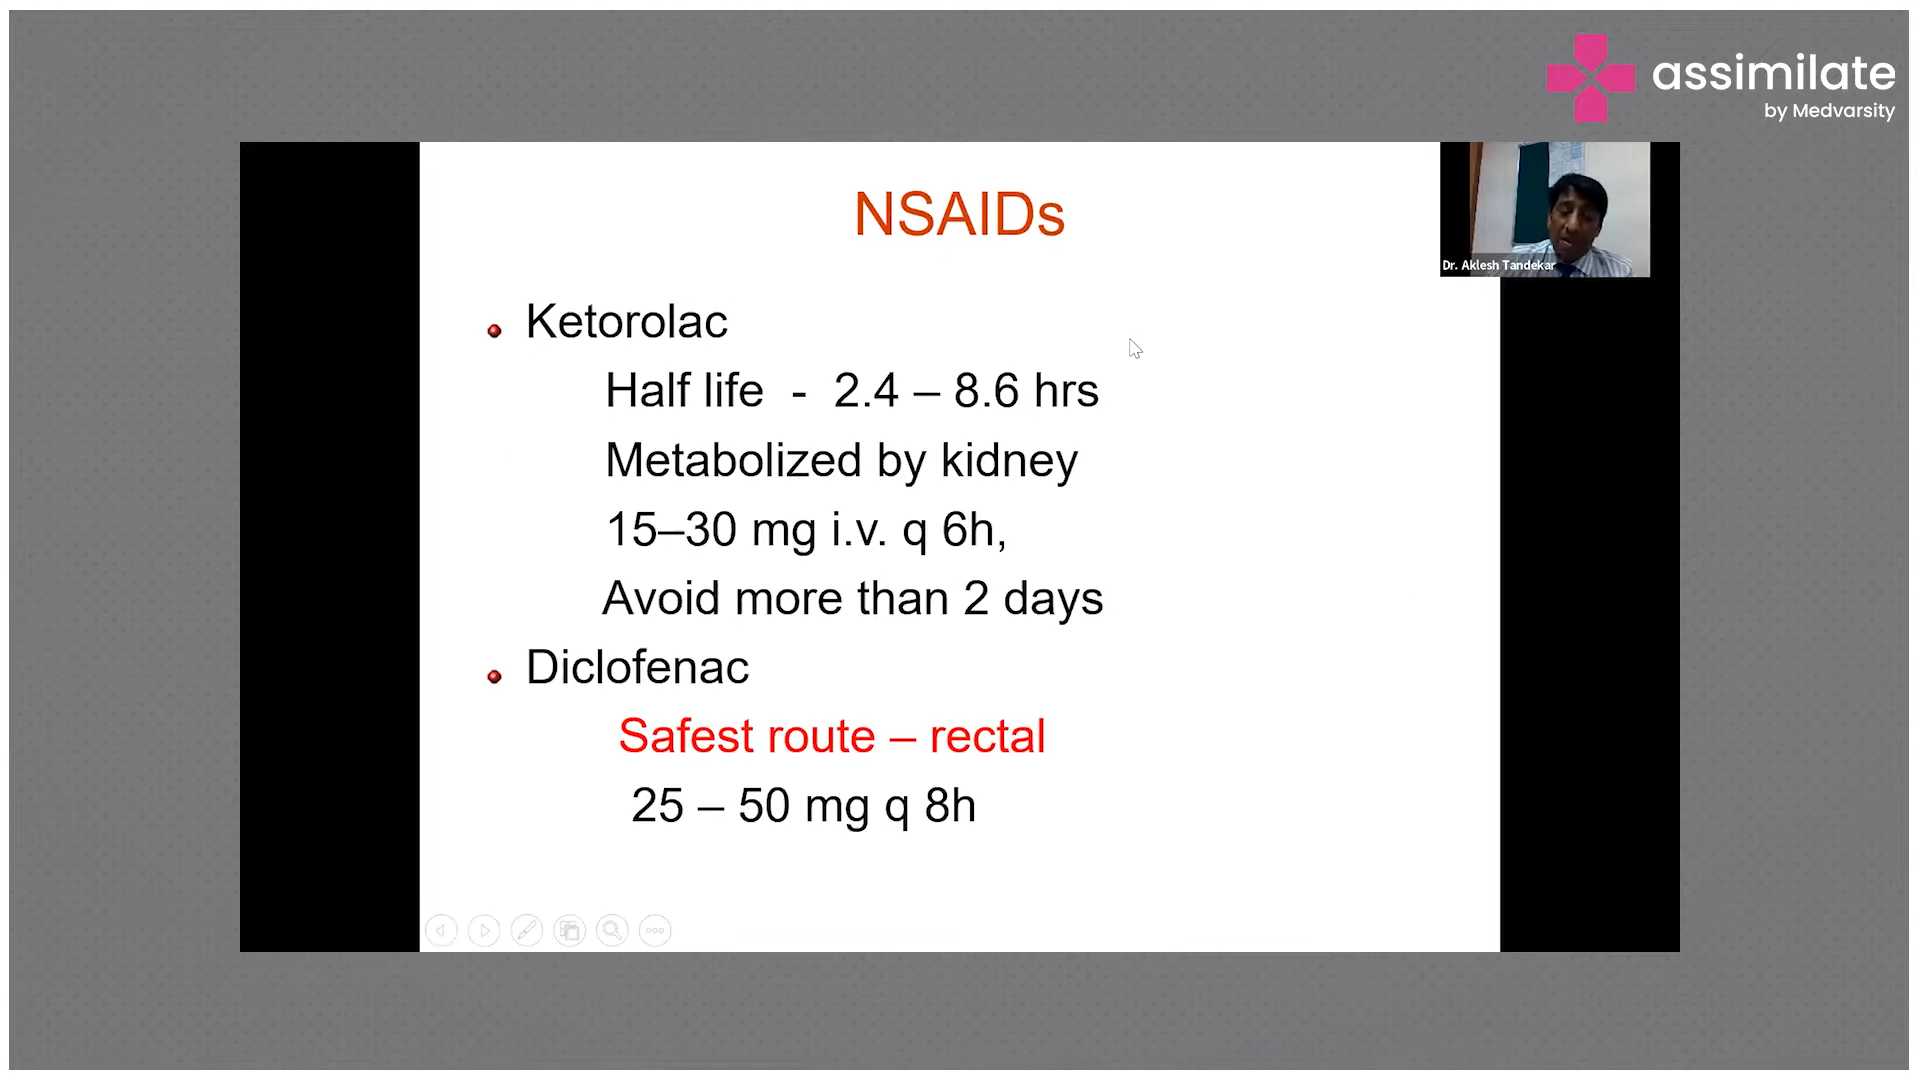 assimilate
by Medvarsity
NSAIDs
Dr. Aklesh Tandekar
Ketorolac
Half life - 2.4 – 8.6 hrs
Metabolized by kidney
15–30 mg i.v. q 6h,
Avoid more than 2 days
Diclofenac
Safest route – rectal
25 – 50 mg q 8h